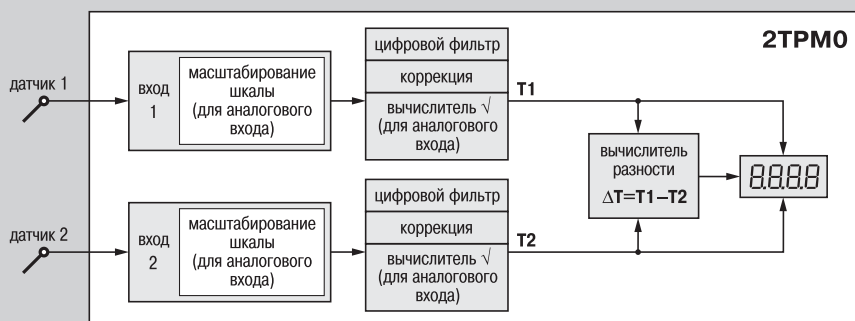 2ТРМ0
датчик 1
вход
1
масштабирование
шкалы
(для аналогового
входа)
цифровой фильтр
коррекция
вычислитель √
(для аналогового
входа)
T1
вычислитель
разности
ΔT=T1–T2
8.8.8.8
датчик 2
вход
2
масштабирование
шкалы
(для аналогового
входа)
цифровой фильтр
коррекция
вычислитель √
(для аналогового
входа)
T2